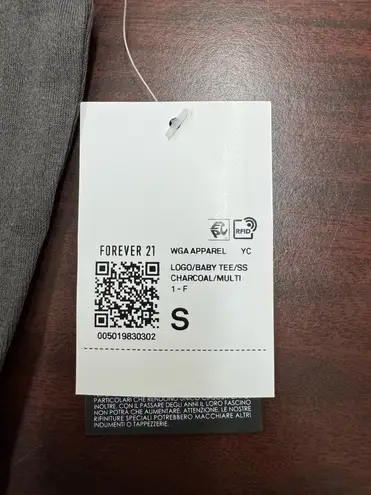 RFID
FOREVER 21
WGA APPAREL YC
LOGO/BABY TEE/SS
CHARCOAL/MULTI
1 - F
S
005019830302
PARTICOLARI CHE RENDONO UNICO
INOLTRE, CON IL PASSARE DEGLI ANNI IL LORO FASCINO
NON POTRÀ CHE AUMENTARE. ATTENZIONE, LE NOSTRE
RIFINITURE SPECIALI POTREBBERO MACCHIARE ALTRI
INDUMENTI O TAPPEZZERIE.